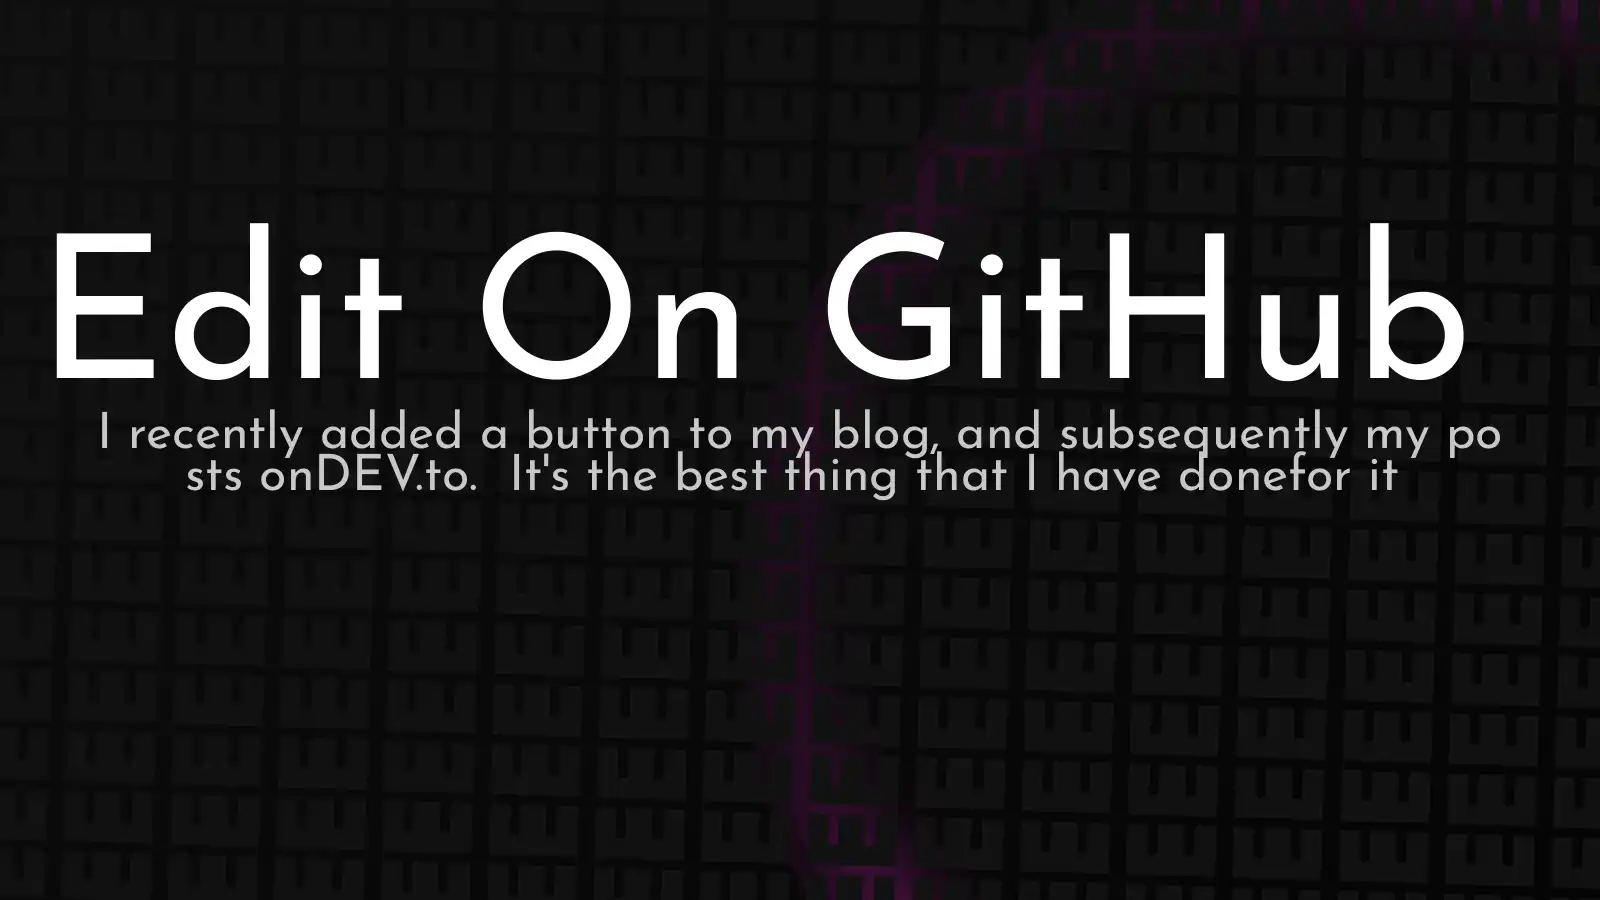 Edit On GitHub
I recently added a button to my blog, and subsequently my po
sts onDEV.to.  It's the best thing that I have donefor it